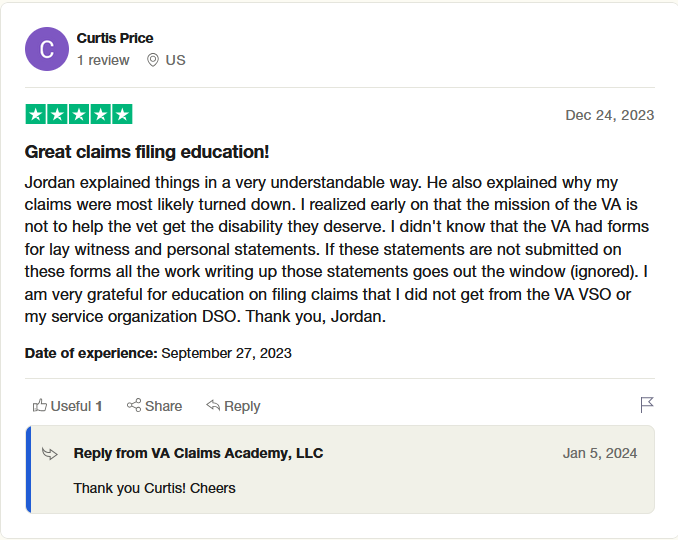 C
Curtis Price
1 review US
Dec 24, 2023
Great claims filing education!
Jordan explained things in a very understandable way. He also explained why my
claims were most likely turned down. I realized early on that the mission of the VA is
not to help the vet get the disability they deserve. I didn't know that the VA had forms
for lay witness and personal statements. If these statements are not submitted on
these forms all the work writing up those statements goes out the window (ignored). I
am very grateful for education on filing claims that I did not get from the VA VSO or
my service organization DSO. Thank you, Jordan.
Date of experience: September 27, 2023
Useful 1 Share Reply
Reply from VA Claims Academy, LLC Jan 5, 2024
Thank you Curtis! Cheers